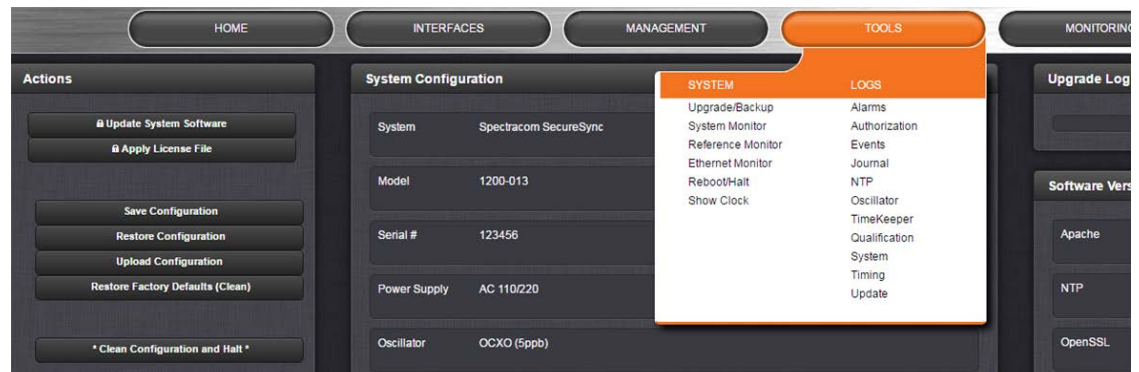 HOME
INTERFACES
MANAGEMENT
TOOLS
MONITORING
Actions
Update System Software
Apply License File
Save Configuration
Restore Configuration
Upload Configuration
Restore Factory Defaults (Clean)
* Clean Configuration and Halt *
System Configuration
System Spectracom SecureSync
Model 1200-013
Serial # 123456
Power Supply AC 110/220
Oscillator OCXO (5ppb)
SYSTEM
Upgrade/Backup
System Monitor
Reference Monitor
Ethernet Monitor
Reboot/Halt
Show Clock
LOGS
Alarms
Authorization
Events
Journal
NTP
Oscillator
TimeKeeper
Qualification
System
Timing
Update
Upgrade Log
Software Vers
Apache
NTP
OpenSSL